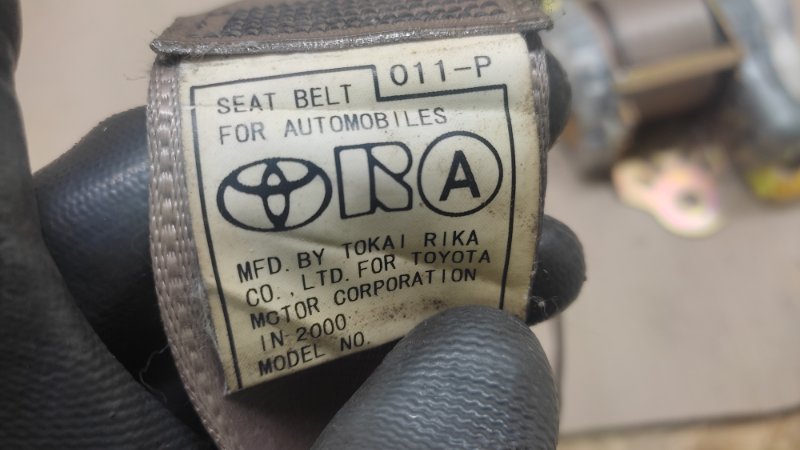 011-P
SEAT BELT
FOR AUTOMOBILES
A
MFD. BY TOKAI RIKA
CO., LTD. FOR TOYOTA
MOTOR CORPORATION
IN 2000
MODEL NO.